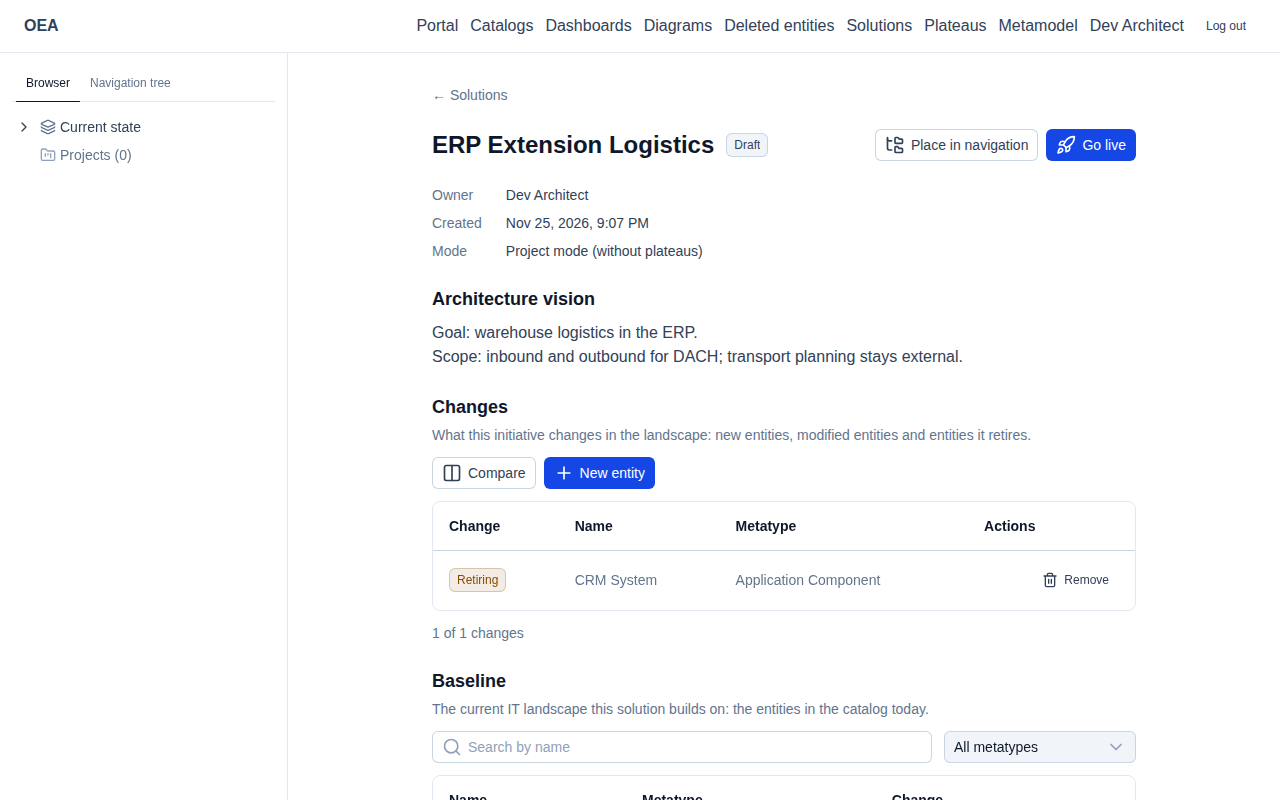 OEA
Portal Catalogs Dashboards Diagrams Deleted entities Solutions Plateaus Metamodel Dev Architect Log out
Browser Navigation tree
Current state
Projects (0)
← Solutions
ERP Extension Logistics Draft Place in navigation Go live
Owner Dev Architect
Created Nov 25, 2026, 9:07 PM
Mode Project mode (without plateaus)
Architecture vision
Goal: warehouse logistics in the ERP.
Scope: inbound and outbound for DACH; transport planning stays external.
Changes
What this initiative changes in the landscape: new entities, modified entities and entities it retires.
Compare New entity
Change Name Metatype Actions
Retiring CRM System Application Component Remove
1 of 1 changes
Baseline
The current IT landscape this solution builds on: the entities in the catalog today.
Search by name All metatypes
Name Metatype Change